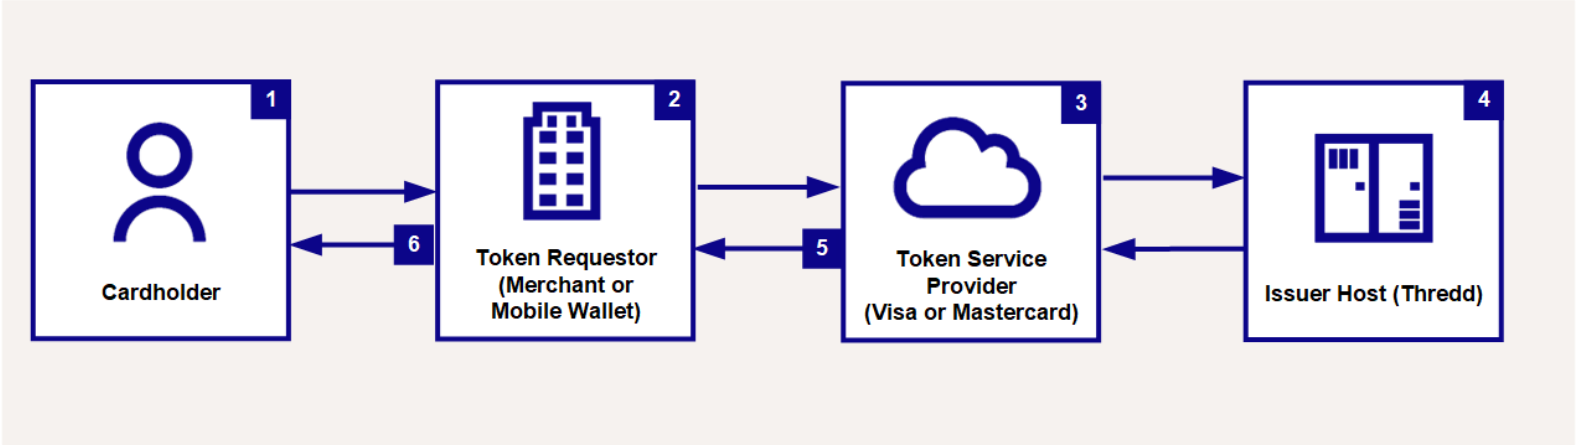 1
Cardholder
2
Token Requestor
(Merchant or
Mobile Wallet)
6
3
Token Service
Provider
(Visa or Mastercard)
5
4
Issuer Host (Thredd)